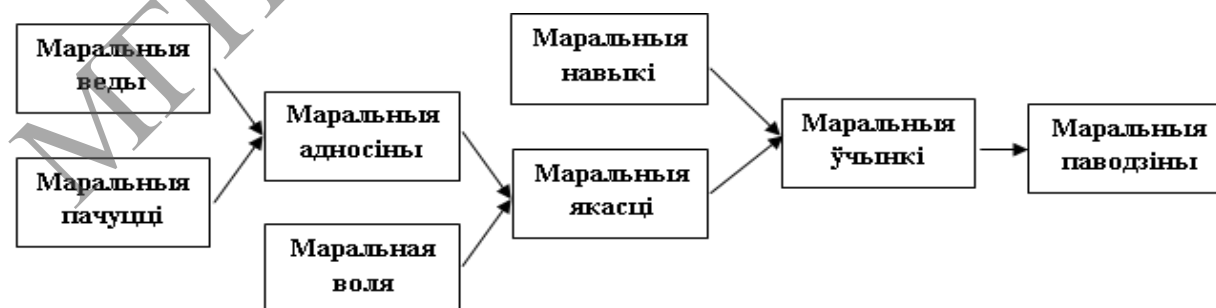 Маральныя
веды
Маральныя
пачуцці
Маральныя
адносіны
Маральная
воля
Маральныя
навыкі
Маральныя
якасці
Маральныя
ўчынкі
Маральныя
паводзіны